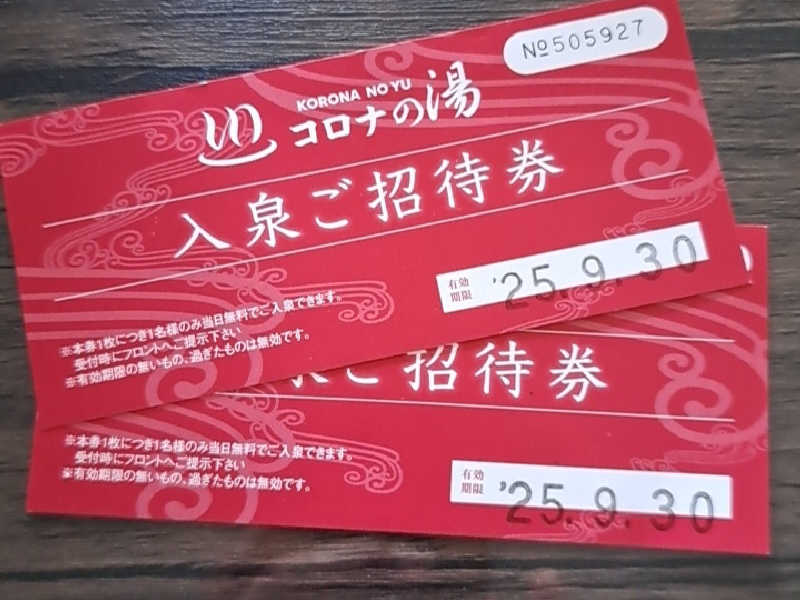 №505927
KORONA NO YU
コロナの湯
入泉ご招待券
有効
期限
'25.9.30
※本券1枚につき1名様のみ当日無料でご入泉できます。
受付時にフロントへご提示下さい
※有効期限の無いもの、過ぎたものは無効です。
ご招待券
有効
期限
'25.9.30
※本券1枚につき1名様のみ当日無料でご入泉できます。
受付時にフロントへご提示下さい
※有効期限の無いもの、過ぎたものは無効です。